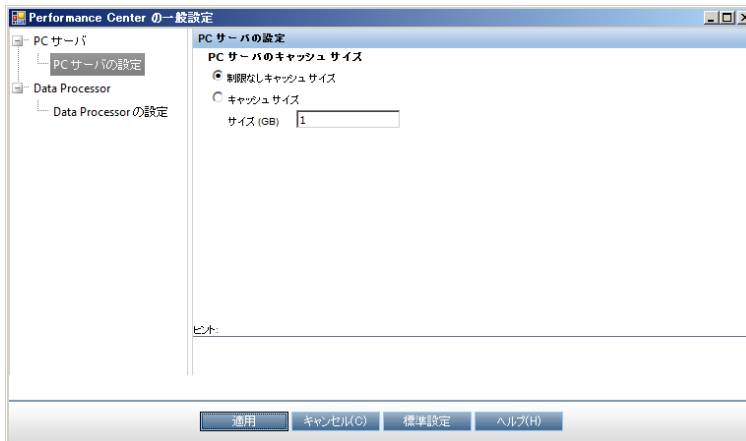 Performance Center の一般設定
PC サーバ
PC サーバの設定
Data Processor
Data Processor の設定
PC サーバの設定
PC サーバのキャッシュ サイズ
制限なしキャッシュ サイズ
キャッシュ サイズ
サイズ (GB) 1
ヒント:
適用 キャンセル(C) 標準設定 ヘルプ(H)